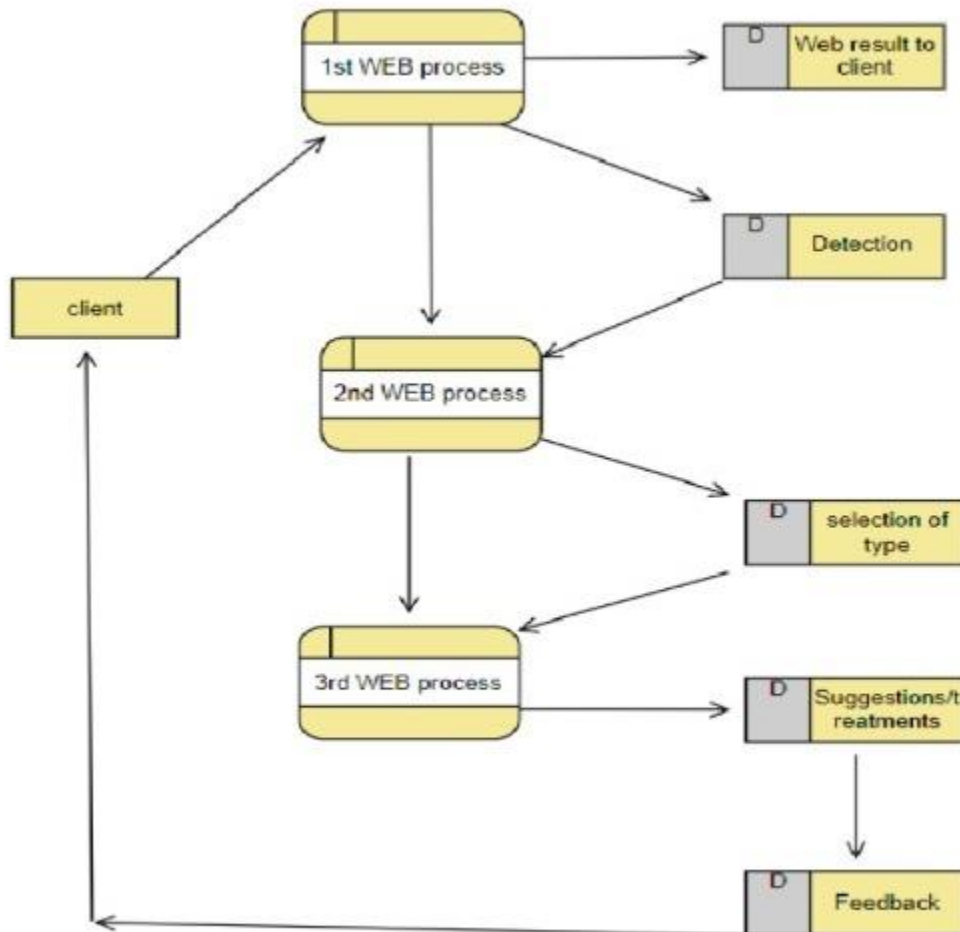 1st WEB process
D
Web result to
client
D
Detection
client
2nd WEB process
D
selection of
type
3rd WEB process
D
Suggestions/t
reatments
D
Feedback